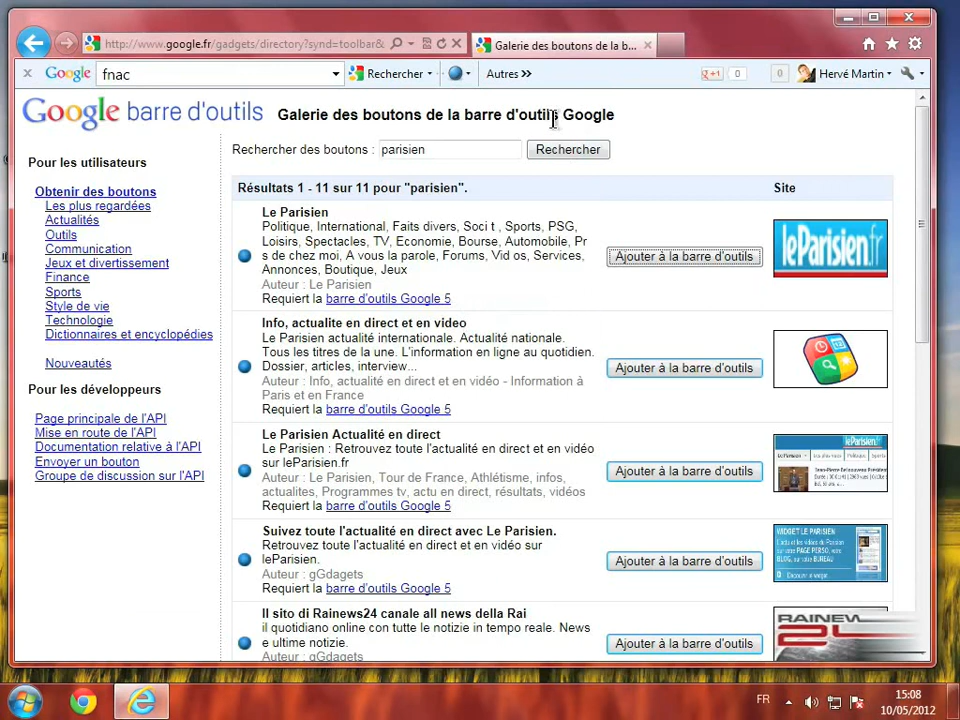 http://www.google.fr/gadgets/directory?synd=toolbar&
Galerie des boutons de la b...
Google fnac Rechercher Autres +1 0 0 Hervé Martin
Google barre d'outils Galerie des boutons de la barre d'outils Google
Rechercher des boutons : parisien Rechercher
Pour les utilisateurs
Obtenir des boutons
Les plus regardées
Actualités
Outils
Communication
Jeux et divertissement
Finance
Sports
Style de vie
Technologie
Dictionnaires et encyclopédies
Nouveautés
Pour les développeurs
Page principale de l'API
Mise en route de l'API
Documentation relative à l'API
Envoyer un bouton
Groupe de discussion sur l'API
Résultats 1 - 11 sur 11 pour "parisien". Site
Le Parisien
Politique, International, Faits divers, Soci t , Sports, PSG,
Loisirs, Spectacles, TV, Economie, Bourse, Automobile, Pr
s de chez moi, A vous la parole, Forums, Vid os, Services,
Annonces, Boutique, Jeux
Auteur : Le Parisien
Requiert la barre d'outils Google 5
Ajouter à la barre d'outils
leParisien.fr
Info, actualite en direct et en video
Le Parisien actualité internationale. Actualité nationale.
Tous les titres de la une. L'information en ligne au quotidien.
Dossier, articles, interview...
Auteur : Info, actualité en direct et en vidéo - Information à
Paris et en France
Requiert la barre d'outils Google 5
Ajouter à la barre d'outils
Le Parisien Actualité en direct
Le Parisien : Retrouvez toute l'actualité en direct et en vidéo
sur leParisien.fr
Auteur : Le Parisien, Tour de France, Athlétisme, infos,
actualites, Programmes tv, actu en direct, résultats, vidéos
Requiert la barre d'outils Google 5
Ajouter à la barre d'outils
leParisien.fr
Suivez toute l'actualité en direct avec Le Parisien.
Retrouvez toute l'actualité en direct et en vidéo sur
leParisien.
Auteur : gGdagets
Requiert la barre d'outils Google 5
Ajouter à la barre d'outils
WIDGET LE PARISIEN
Il sito di Rainews24 canale all news della Rai
il quotidiano online con tutte le notizie in tempo reale. News
e ultime notizie.
Auteur : gGdagets
Ajouter à la barre d'outils
FR
15:08
10/05/2012